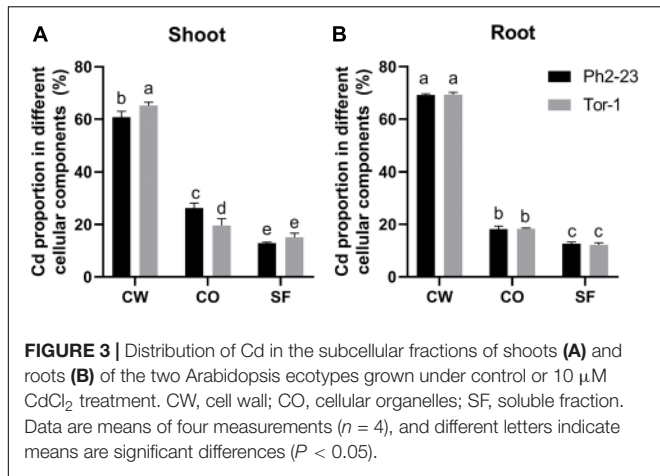 A Shoot
Cd proportion in different
cellular components (%)
80
60
40
20
0
b a
c d
e e
CW CO SF
B Root
Cd proportion in different
cellular components (%)
80
60
40
20
0
a a
b b
c c
CW CO SF
Ph2-23
Tor-1
FIGURE 3 | Distribution of Cd in the subcellular fractions of shoots (A) and
roots (B) of the two Arabidopsis ecotypes grown under control or 10 μM
CdCl₂ treatment. CW, cell wall; CO, cellular organelles; SF, soluble fraction.
Data are means of four measurements (n = 4), and different letters indicate
means are significant differences (P < 0.05).